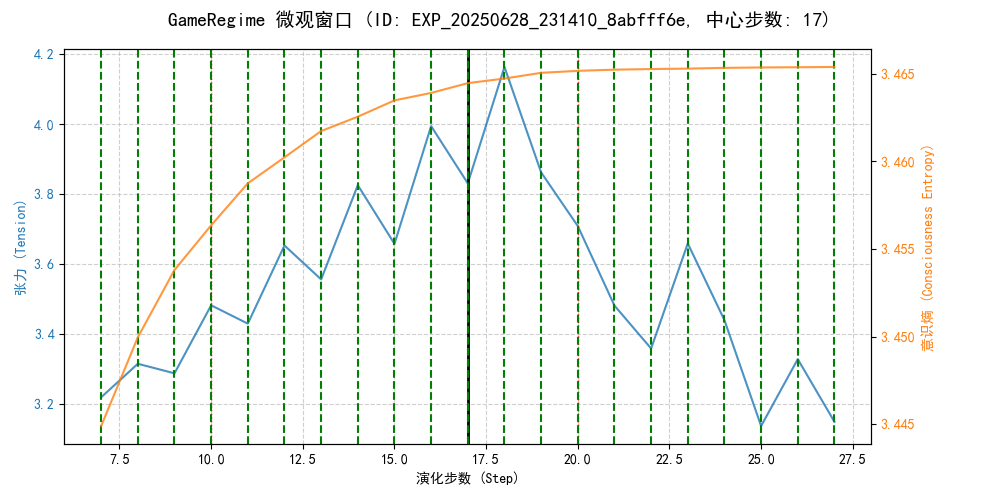 GameRegime 微观窗口 (ID: EXP_20250628_231410_8abfff6e, 中心步数: 17)
4.2
4.0
3.8
3.6
3.4
3.2
张力 (Tension)
3.465
3.460
3.455
3.450
3.445
意识熵 (Consciousness Entropy)
7.5 10.0 12.5 15.0 17.5 20.0 22.5 25.0 27.5
演化步数 (Step)